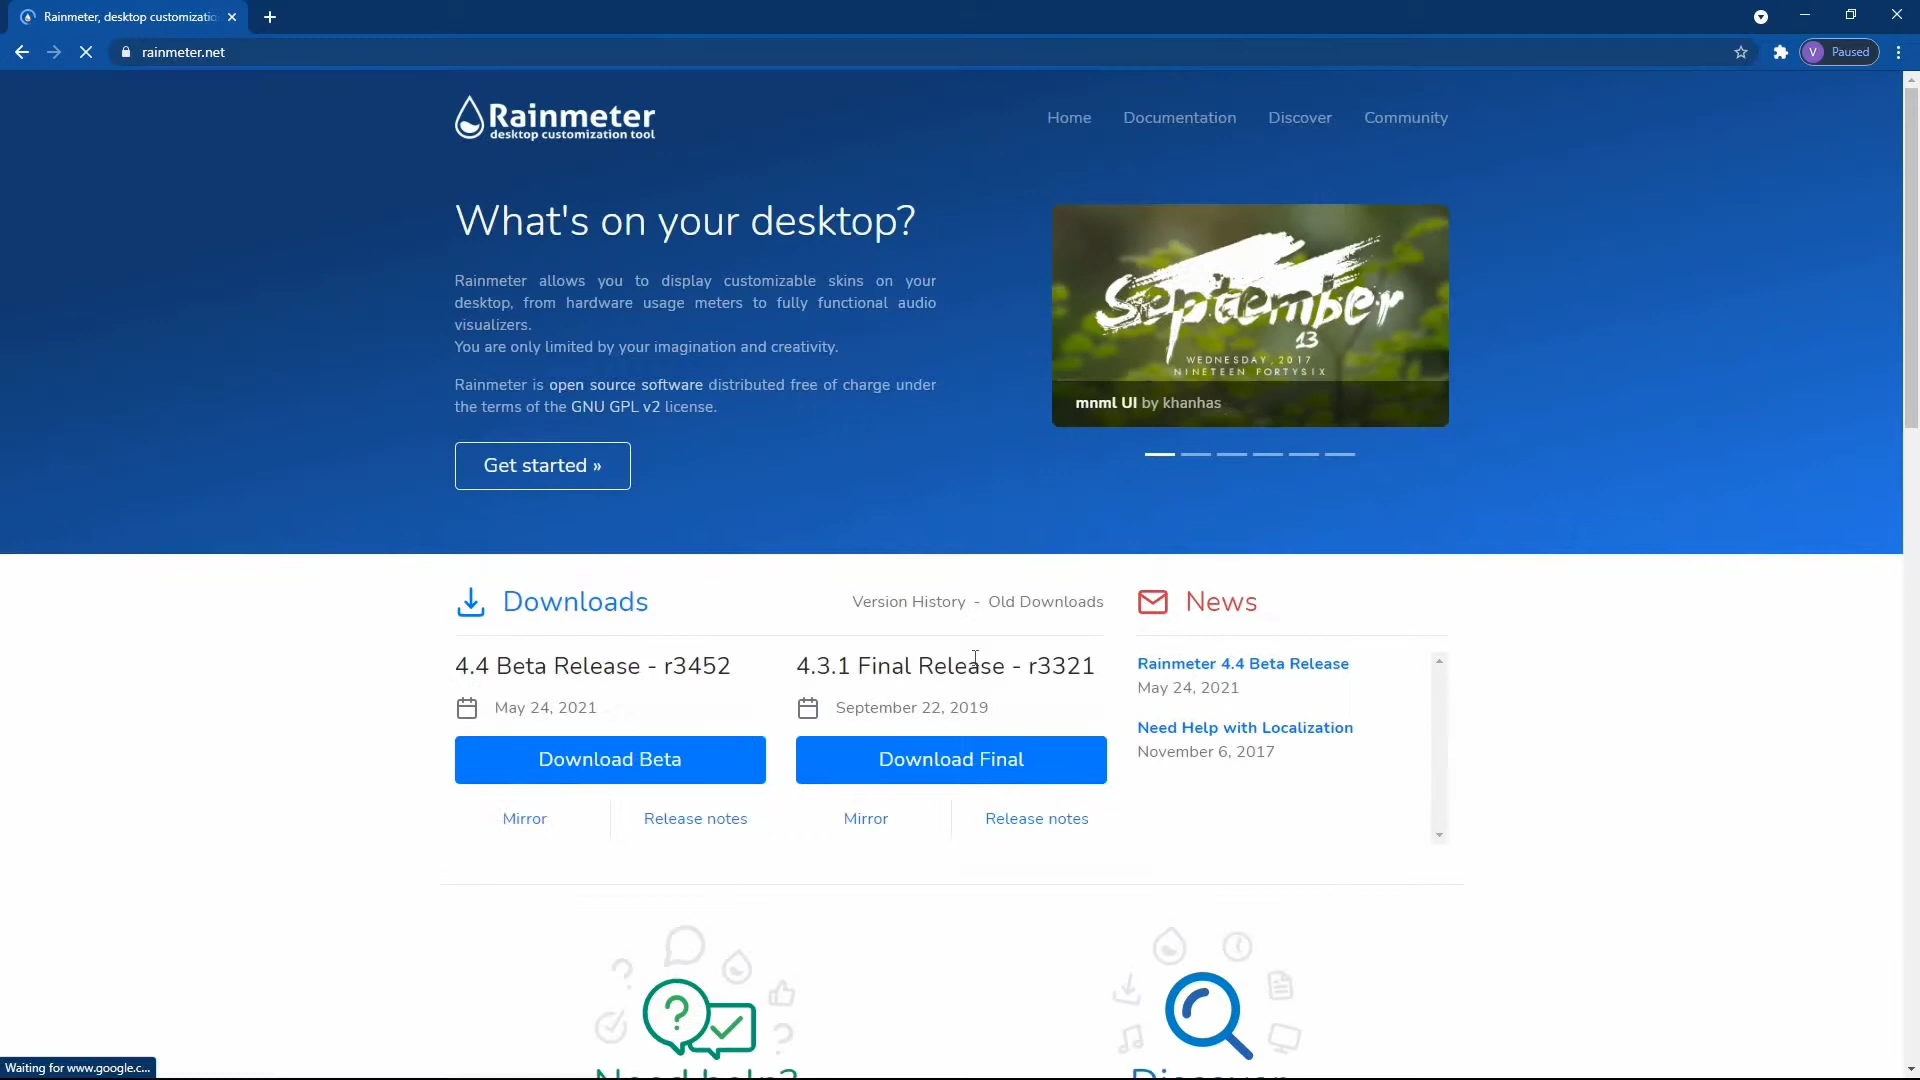 Rainmeter, desktop customizatio
rainmeter.net
V Paused
Rainmeter
desktop customization tool
Home Documentation Discover Community
What's on your desktop?
Rainmeter allows you to display customizable skins on your
desktop, from hardware usage meters to fully functional audio
visualizers.
You are only limited by your imagination and creativity.
Rainmeter is open source software distributed free of charge under
the terms of the GNU GPL v2 license.
Get started »
September
13
WEDNESDAY, 2017
NINETEEN FORTYSIX
mnml UI by khanhas
Downloads
Version History - Old Downloads
News
4.4 Beta Release - r3452
May 24, 2021
Download Beta
Mirror Release notes
4.3.1 Final Release - r3321
September 22, 2019
Download Final
Mirror Release notes
Rainmeter 4.4 Beta Release
May 24, 2021
Need Help with Localization
November 6, 2017
Need help?
Discover
Waiting for www.google.c...